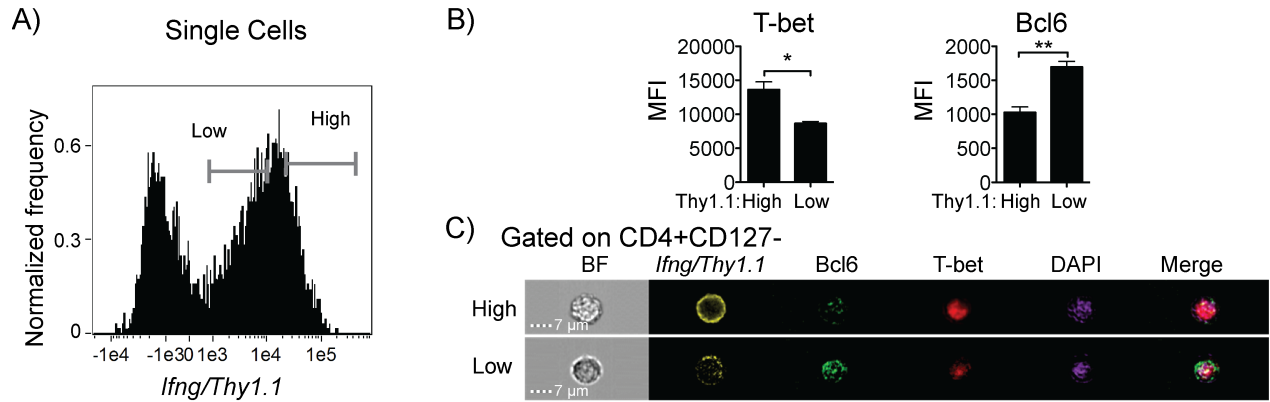 A)
Single Cells
Normalized frequency
0.6
0.3
0
Low
High
-1e4 -1e3 0 1e3 1e4 1e5
Ifng/Thy1.1
B)
T-bet
MFI
20000
15000
10000
5000
0
*
Thy1.1: High Low
Bcl6
MFI
2000
1500
1000
500
0
**
Thy1.1: High Low
C)
Gated on CD4+CD127-
BF Ifng/Thy1.1 Bcl6 T-bet DAPI Merge
High
7 µm
Low
7 µm